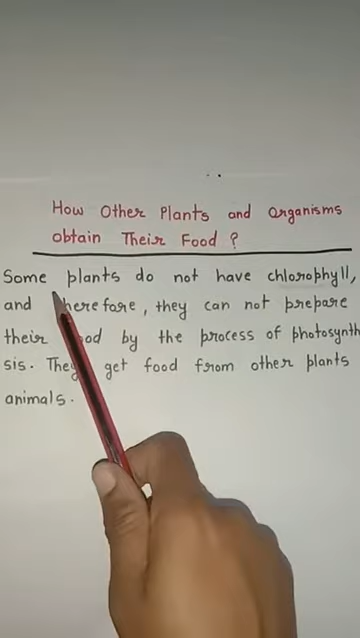 How Other Plants and Organisms
obtain Their Food ?
Some plants do not have chlorophyll,
and therefore, they can not prepare
their food by the process of photosynth
sis. They get food from other plants
animals.